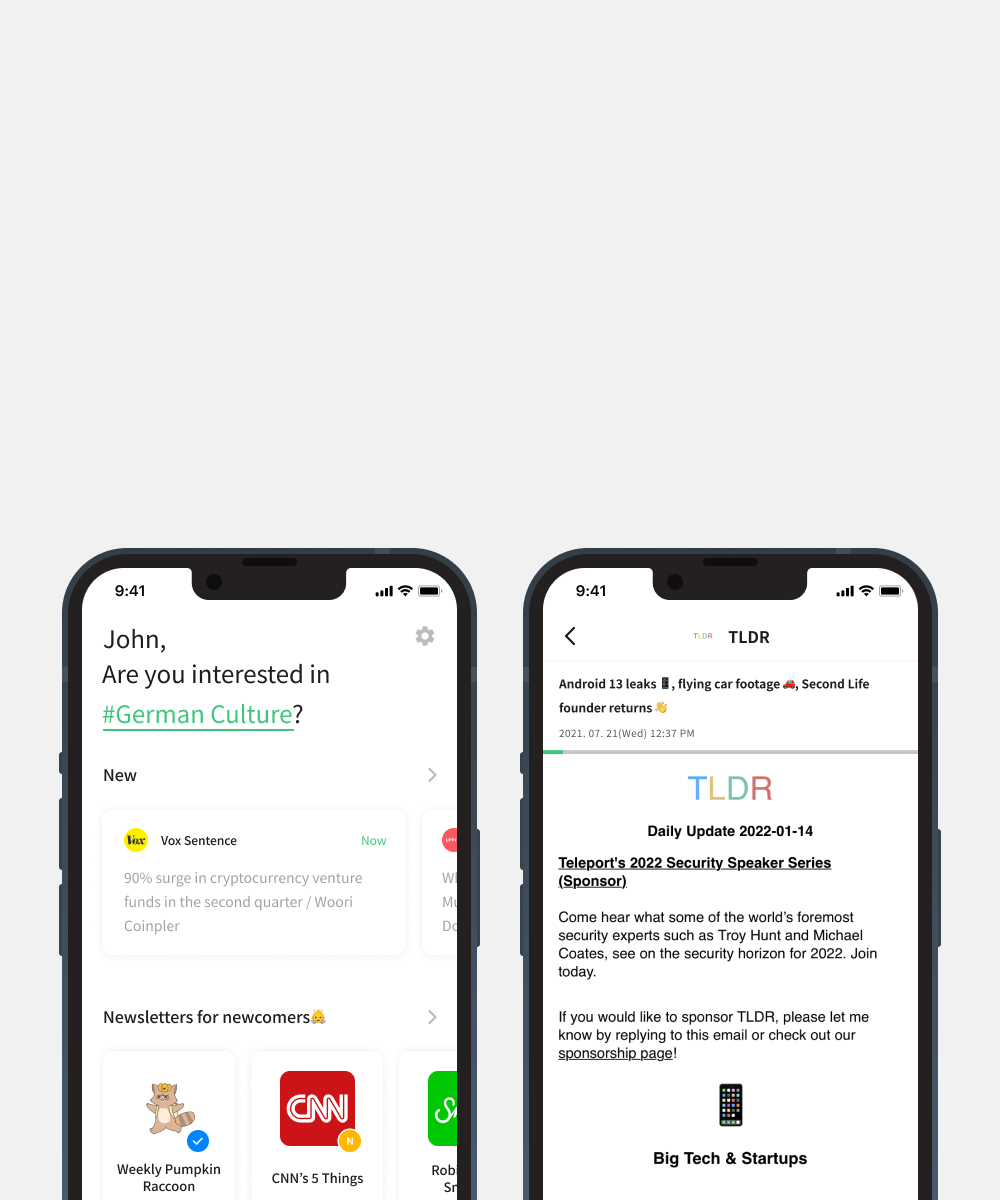 9:41
John,
Are you interested in
#German Culture?
New
Vox
Vox Sentence
Now
90% surge in cryptocurrency venture
funds in the second quarter / Woori
Coinpler
Newsletters for newcomers
CNN
N
Weekly Pumpkin
Raccoon
CNN's 5 Things
9:41
TLDR
TLDR
Android 13 leaks 📱, flying car footage 🚗, Second Life
founder returns 👋
2021. 07. 21(Wed) 12:37 PM
TLDR
Daily Update 2022-01-14
Teleport's 2022 Security Speaker Series
(Sponsor)
Come hear what some of the world's foremost
security experts such as Troy Hunt and Michael
Coates, see on the security horizon for 2022. Join
today.
If you would like to sponsor TLDR, please let me
know by replying to this email or check out our
sponsorship page!
Big Tech & Startups